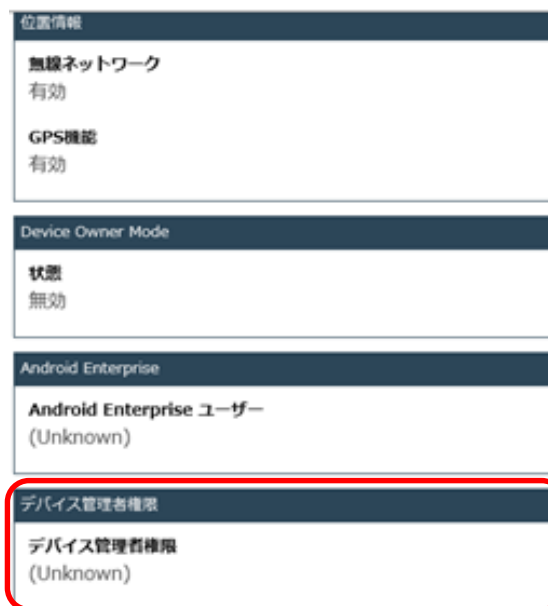 位置情報
無線ネットワーク
有効
GPS機能
有効
Device Owner Mode
状態
無効
Android Enterprise
Android Enterprise ユーザー
(Unknown)
デバイス管理者権限
デバイス管理者権限
(Unknown)